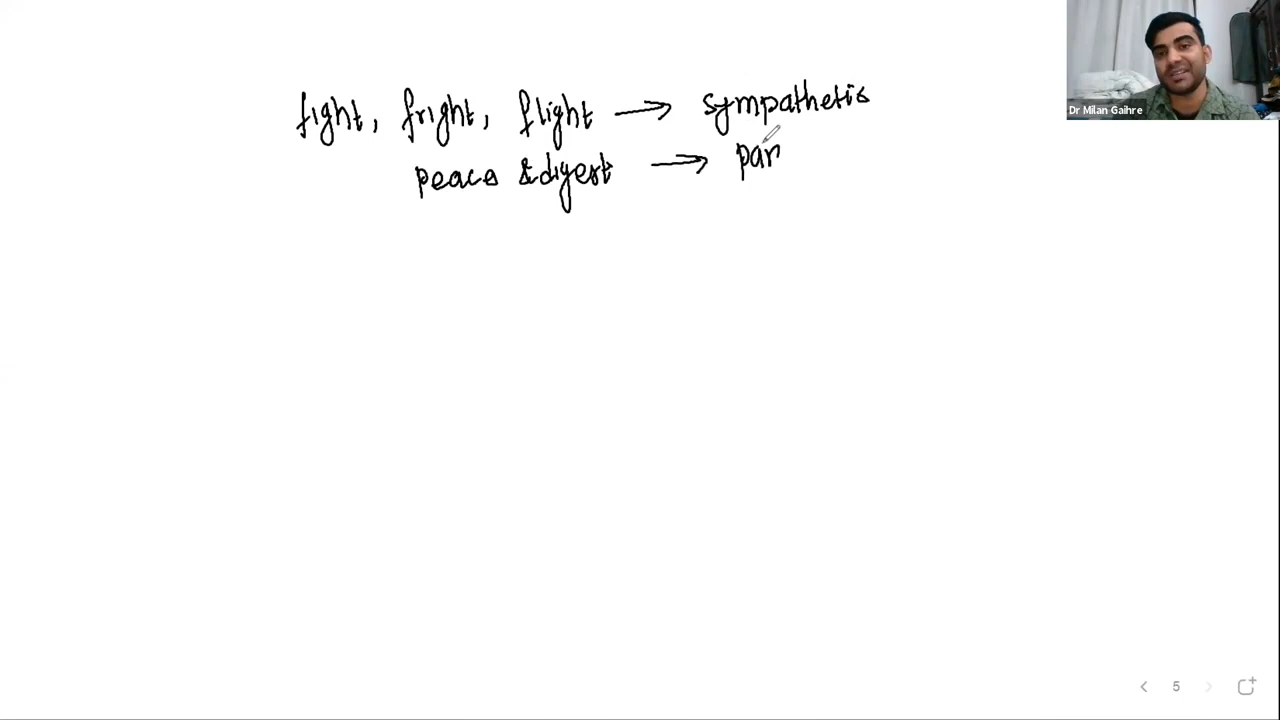 fight, fright, flight → sympathetic
peace & digest → par
Dr Milan Gaihre
5